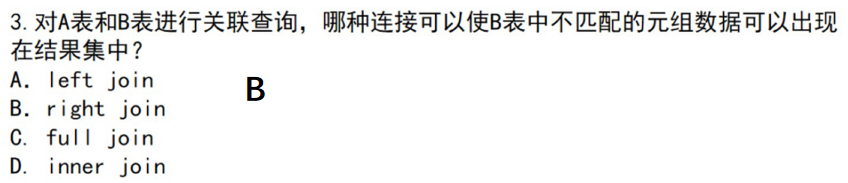 3.对A表和B表进行关联查询，哪种连接可以使B表中不匹配的元组数据可以出现
在结果集中？
A. left join
B. right join
C. full join
D. inner join
B